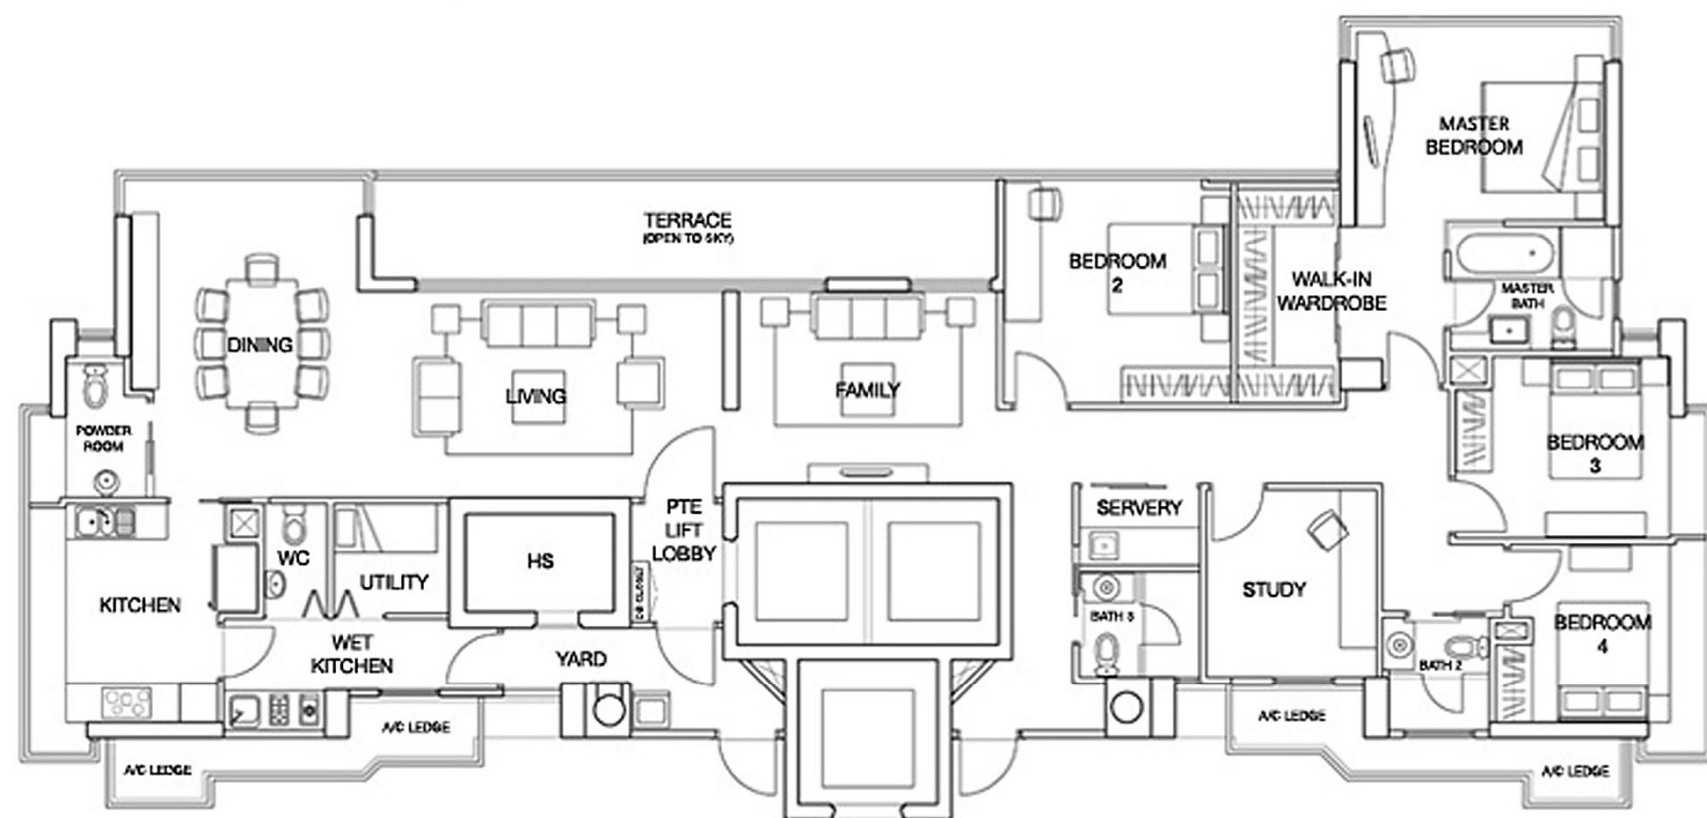 MASTER
BEDROOM
TERRACE
(OPEN TO SKY)
BEDROOM
2
WALK-IN
WARDROBE
MASTER
BATH
DINING
LIVING
FAMILY
POWDER
ROOM
BEDROOM
3
PTE
LIFT
LOBBY
SERVERY
WC
HS
UTILITY
KITCHEN
DB CLOSET
STUDY
BATH 3
BEDROOM
4
WET
KITCHEN
YARD
BATH 2
A/C LEDGE
A/C LEDGE
A/C LEDGE
A/C LEDGE